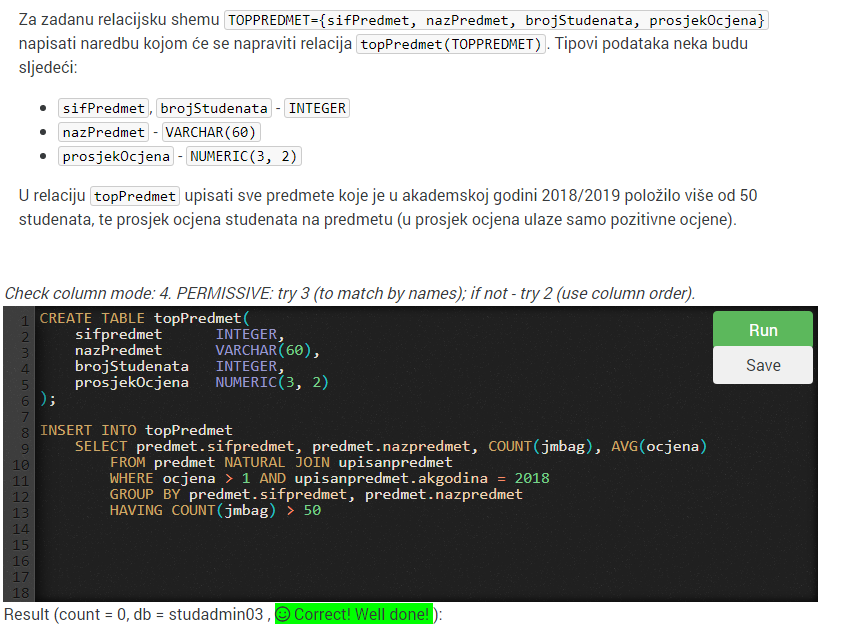 Za zadanu relacijsku shemu TOPPREDMET={sifPredmet, nazPredmet, brojStudenata, prosjekOcjena}
napisati naredbu kojom će se napraviti relacija topPredmet(TOPPREDMET). Tipovi podataka neka budu
sljedeći:
• sifPredmet, brojStudenata - INTEGER
• nazPredmet - VARCHAR(60)
• prosjekOcjena - NUMERIC(3, 2)
U relaciju topPredmet upisati sve predmete koje je u akademskoj godini 2018/2019 položilo više od 50
studenata, te prosjek ocjena studenata na predmetu (u prosjek ocjena ulaze samo pozitivne ocjene).
Check column mode: 4. PERMISSIVE: try 3 (to match by names); if not - try 2 (use column order).
1 CREATE TABLE topPredmet(
2     sifpredmet      INTEGER,
3     nazPredmet      VARCHAR(60),
4     brojStudenata   INTEGER,
5     prosjekOcjena   NUMERIC(3, 2)
6 );
7
8 INSERT INTO topPredmet
9     SELECT predmet.sifpredmet, predmet.nazpredmet, COUNT(jmbag), AVG(ocjena)
10         FROM predmet NATURAL JOIN upisanpredmet
11         WHERE ocjena > 1 AND upisanpredmet.akgodina = 2018
12         GROUP BY predmet.sifpredmet, predmet.nazpredmet
13         HAVING COUNT(jmbag) > 50
14
15
16
17
18
Run
Save
Result (count = 0, db = studadmin03 , Correct! Well done! ):